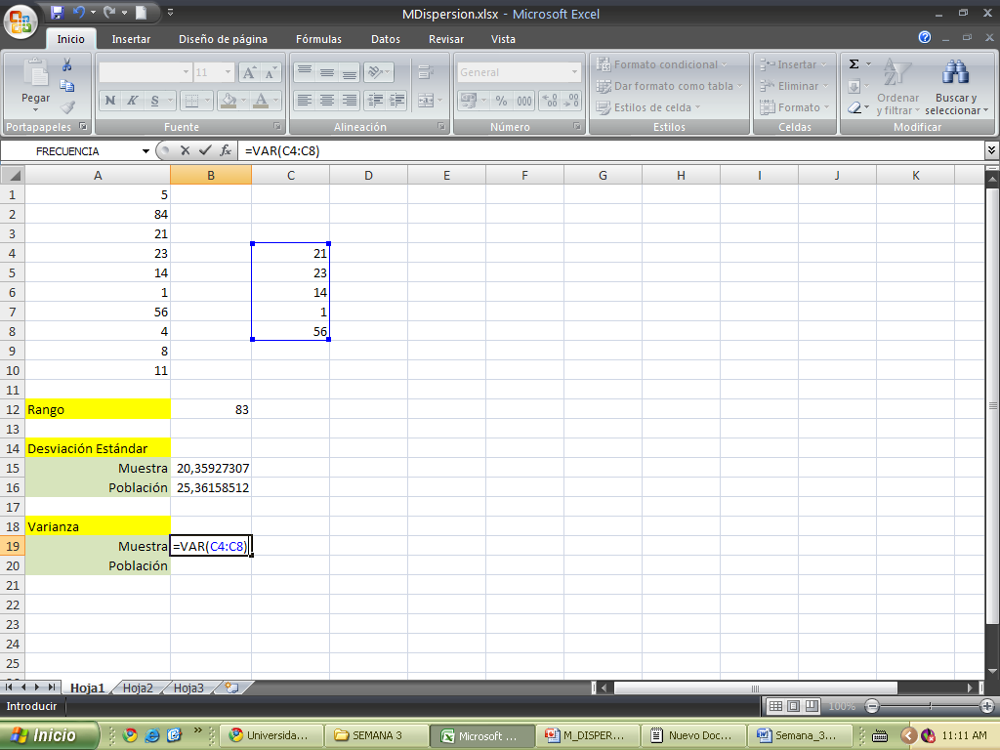 MDispersion.xlsx - Microsoft Excel
Inicio Insertar Diseño de página Fórmulas Datos Revisar Vista
Pegar
Portapapeles
11 A A
N K S A
Fuente
Alineación
General
% 000
Número
Formato condicional
Dar formato como tabla
Estilos de celda
Estilos
Insertar
Eliminar
Formato
Celdas
Σ
Ordenar y filtrar
Buscar y seleccionar
Modificar
FRECUENCIA fx =VAR(C4:C8)
A B C D E F G H I J K
1 5
2 84
3 21
4 23 21
5 14 23
6 1 14
7 56 1
8 4 56
9 8
10 11
11
12 Rango 83
13
14 Desviación Estándar
15 Muestra 20,35927307
16 Población 25,36158512
17
18 Varianza
19 Muestra =VAR(C4:C8)
20 Población
21
22
23
24
25
Hoja1 Hoja2 Hoja3
Introducir 100%
Inicio Universida... SEMANA 3 Microsoft ... M_DISPER... Nuevo Doc... Semana_3... 11:11 AM